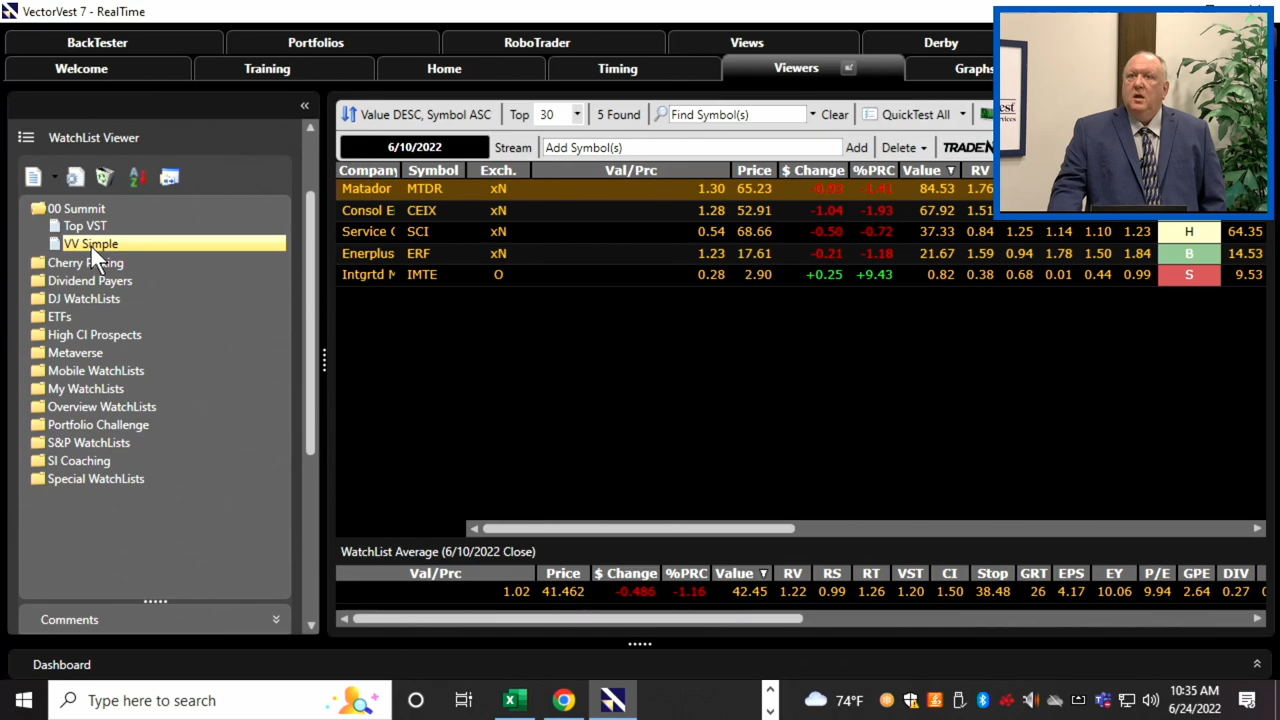 VectorVest 7 - RealTime
BackTester Portfolios RoboTrader Views Derby
Welcome Training Home Timing Viewers Graphs
Value DESC, Symbol ASC Top 30 5 Found Find Symbol(s) Clear QuickTest All
WatchList Viewer
6/10/2022 Stream Add Symbol(s) Add Delete
Company Symbol Exch. Val/Prc Price $ Change %PRC Value RV
Matador MTDR xN 1.30 65.23 -0.93 -1.41 84.53 1.76
Consol E CEIX xN 1.28 52.91 -1.04 -1.93 67.92 1.51
Service C SCI xN 0.54 68.66 -0.50 -0.72 37.33 0.84 1.25 1.14 1.10 1.23 H 64.35
Enerplus ERF xN 1.23 17.61 -0.21 -1.18 21.67 1.59 0.94 1.78 1.50 1.84 B 14.53
Intgrtd M IMTE O 0.28 2.90 +0.25 +9.43 0.82 0.38 0.68 0.01 0.44 0.99 S 9.53
00 Summit
Top VST
VV Simple
Dividend Payers
DJ WatchLists
ETFs
High CI Prospects
Metaverse
Mobile WatchLists
My WatchLists
Overview WatchLists
Portfolio Challenge
S&P WatchLists
SI Coaching
Special WatchLists
Comments
WatchList Average (6/10/2022 Close)
Val/Prc Price $ Change %PRC Value RV RS RT VST CI Stop GRT EPS EY P/E GPE DIV
1.02 41.462 -0.486 -1.16 42.45 1.22 0.99 1.26 1.20 1.50 38.48 26 4.17 10.06 9.94 2.64 0.27
Dashboard
Type here to search
74°F
10:35 AM
6/24/2022